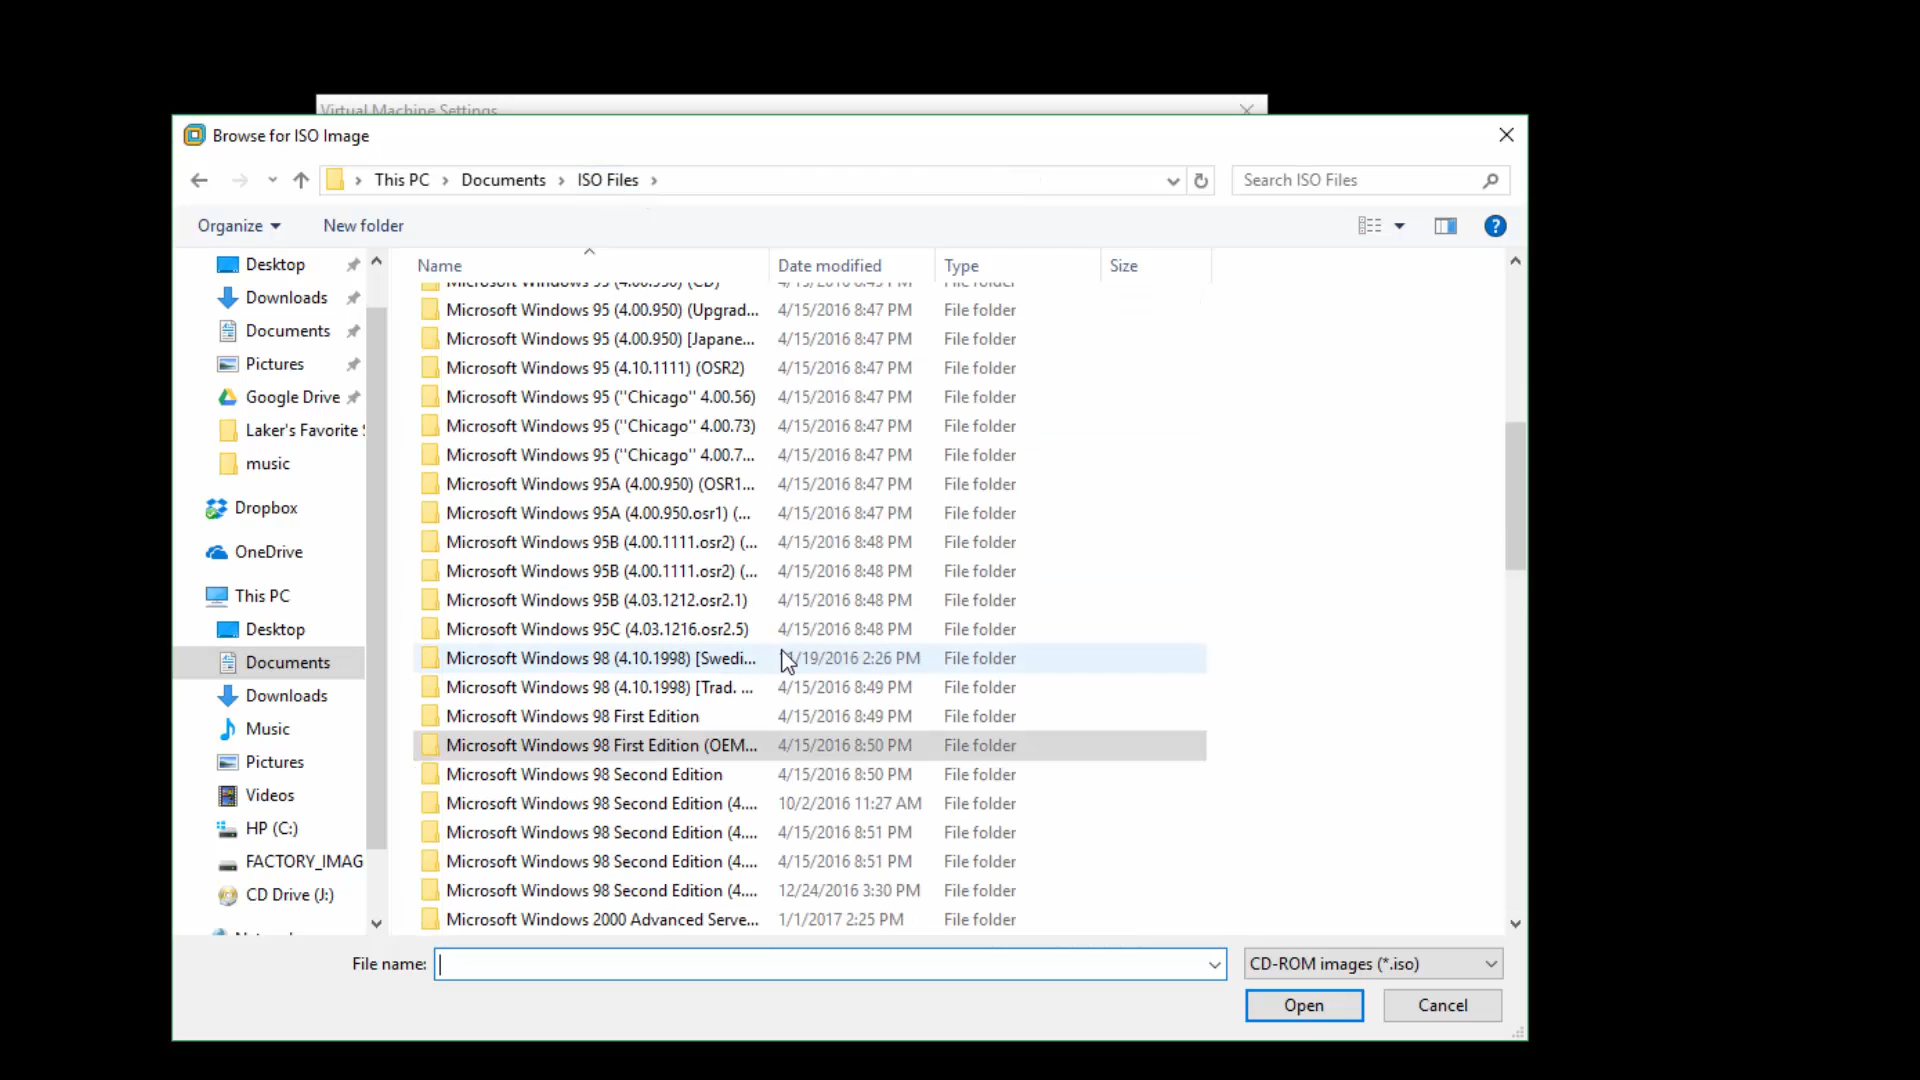 Virtual Machine Settings
Browse for ISO Image
This PC > Documents > ISO Files >
Search ISO Files
Organize
New folder
Name
Date modified
Type
Size
Desktop
Downloads
Documents
Pictures
Google Drive
Laker's Favorite
music
Dropbox
OneDrive
This PC
Desktop
Documents
Downloads
Music
Pictures
Videos
HP (C:)
FACTORY_IMAG
CD Drive (J:)
Microsoft Windows 95 (4.00.950) (CD)
Microsoft Windows 95 (4.00.950) (Upgrad... 4/15/2016 8:47 PM File folder
Microsoft Windows 95 (4.00.950) [Japane... 4/15/2016 8:47 PM File folder
Microsoft Windows 95 (4.10.1111) (OSR2) 4/15/2016 8:47 PM File folder
Microsoft Windows 95 (''Chicago'' 4.00.56) 4/15/2016 8:47 PM File folder
Microsoft Windows 95 (''Chicago'' 4.00.73) 4/15/2016 8:47 PM File folder
Microsoft Windows 95 (''Chicago'' 4.00.7... 4/15/2016 8:47 PM File folder
Microsoft Windows 95A (4.00.950) (OSR1... 4/15/2016 8:47 PM File folder
Microsoft Windows 95A (4.00.950.osr1) (... 4/15/2016 8:47 PM File folder
Microsoft Windows 95B (4.00.1111.osr2) (... 4/15/2016 8:48 PM File folder
Microsoft Windows 95B (4.00.1111.osr2) (... 4/15/2016 8:48 PM File folder
Microsoft Windows 95B (4.03.1212.osr2.1) 4/15/2016 8:48 PM File folder
Microsoft Windows 95C (4.03.1216.osr2.5) 4/15/2016 8:48 PM File folder
Microsoft Windows 98 (4.10.1998) [Swedi... 2:26 PM File folder
Microsoft Windows 98 (4.10.1998) [Trad. ... 4/15/2016 8:49 PM File folder
Microsoft Windows 98 First Edition 4/15/2016 8:49 PM File folder
Microsoft Windows 98 First Edition (OEM... 4/15/2016 8:50 PM File folder
Microsoft Windows 98 Second Edition 4/15/2016 8:50 PM File folder
Microsoft Windows 98 Second Edition (4.... 10/2/2016 11:27 AM File folder
Microsoft Windows 98 Second Edition (4.... 4/15/2016 8:51 PM File folder
Microsoft Windows 98 Second Edition (4.... 4/15/2016 8:51 PM File folder
Microsoft Windows 98 Second Edition (4.... 12/24/2016 3:30 PM File folder
Microsoft Windows 2000 Advanced Serve... 1/1/2017 2:25 PM File folder
File name:
CD-ROM images (*.iso)
Open
Cancel